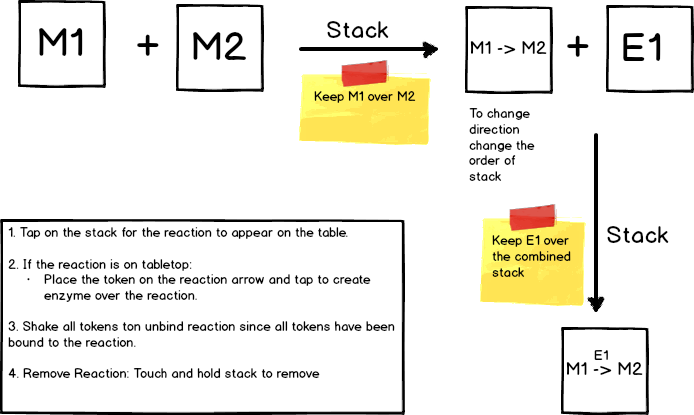 M1 + M2 Stack M1 -> M2 + E1
Keep M1 over M2
To change
direction
change the
order of
stack
Keep E1 over
the combined
stack
Stack
E1
M1 -> M2
1. Tap on the stack for the reaction to appear on the table.
2. If the reaction is on tabletop:
· Place the token on the reaction arrow and tap to create
enzyme over the reaction.
3. Shake all tokens ton unbind reaction since all tokens have been
bound to the reaction.
4. Remove Reaction: Touch and hold stack to remove